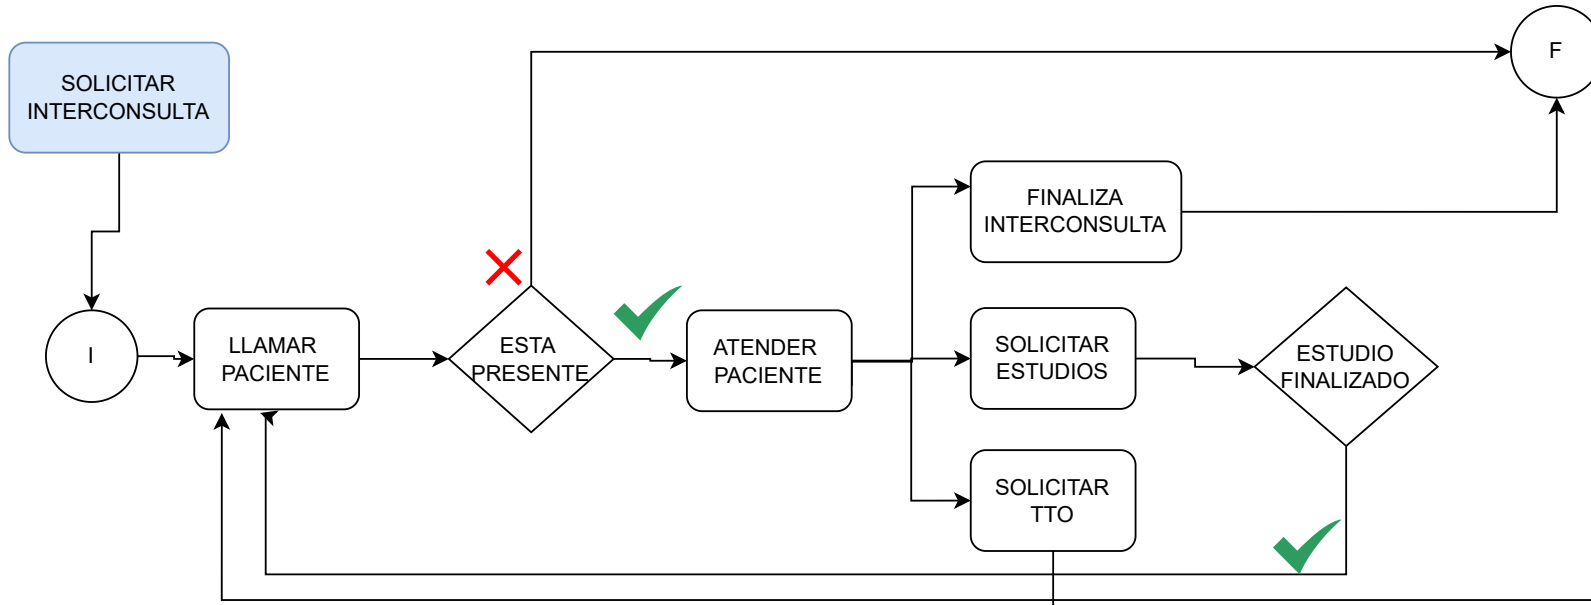 SOLICITAR
INTERCONSULTA
F
FINALIZA
INTERCONSULTA
I
LLAMAR
PACIENTE
ESTA
PRESENTE
ATENDER
PACIENTE
SOLICITAR
ESTUDIOS
ESTUDIO
FINALIZADO
SOLICITAR
TTO